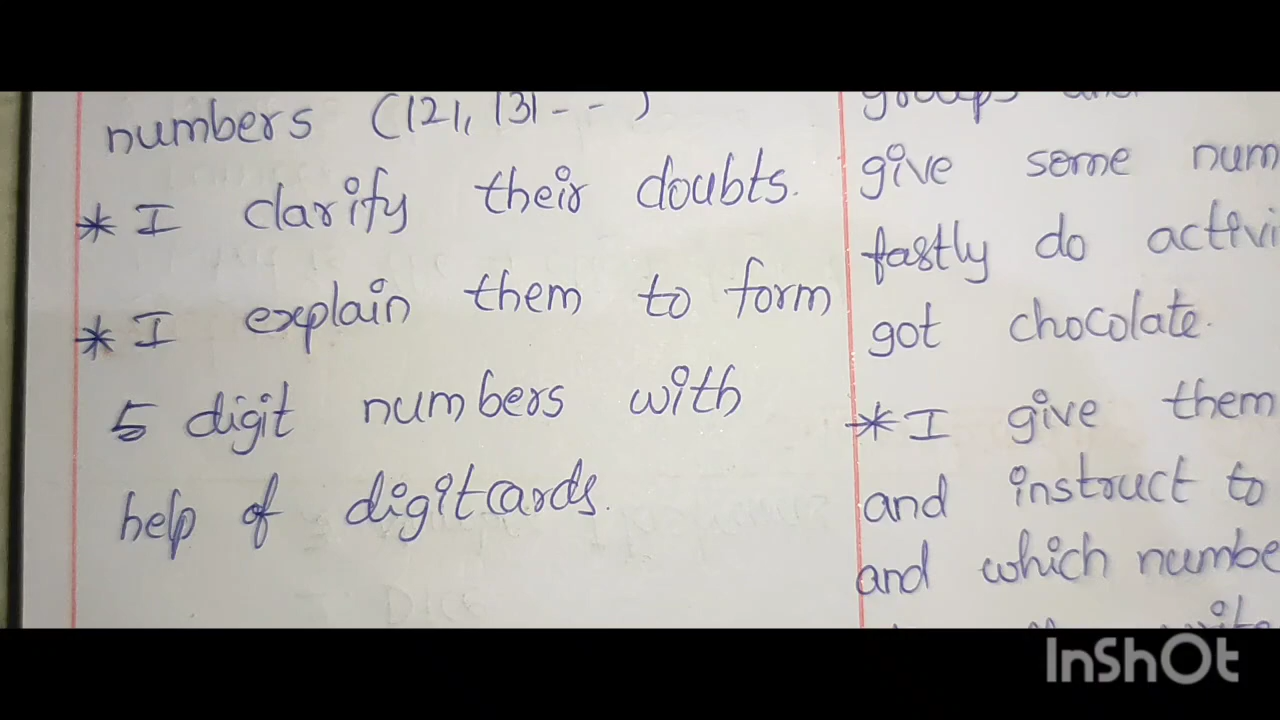 numbers (121, 131 - - )
* I clarify their doubts.
* I explain them to form
5 digit numbers with
help of digitcards.
give some num
fastly do activi
got chocolate.
* I give them
and instruct to
and which numbe
InShOt